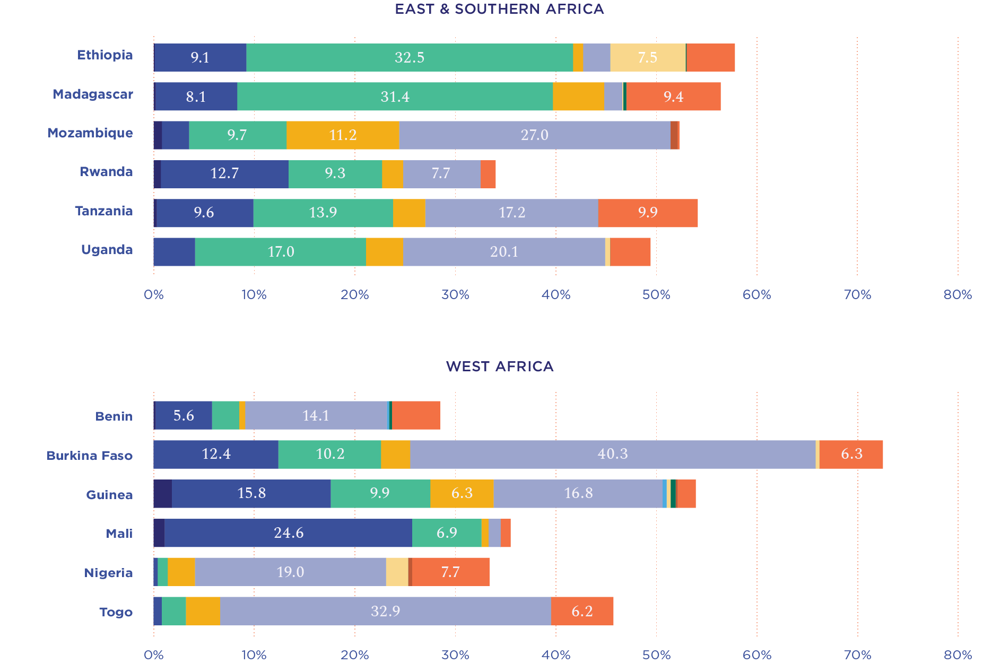 EAST & SOUTHERN AFRICA
Ethiopia 9.1 32.5 7.5
Madagascar 8.1 31.4 9.4
Mozambique 9.7 11.2 27.0
Rwanda 12.7 9.3 7.7
Tanzania 9.6 13.9 17.2 9.9
Uganda 17.0 20.1
0% 10% 20% 30% 40% 50% 60% 70% 80%
WEST AFRICA
Benin 5.6 14.1
Burkina Faso 12.4 10.2 40.3 6.3
Guinea 15.8 9.9 6.3 16.8
Mali 24.6 6.9
Nigeria 19.0 7.7
Togo 32.9 6.2
0% 10% 20% 30% 40% 50% 60% 70% 80%